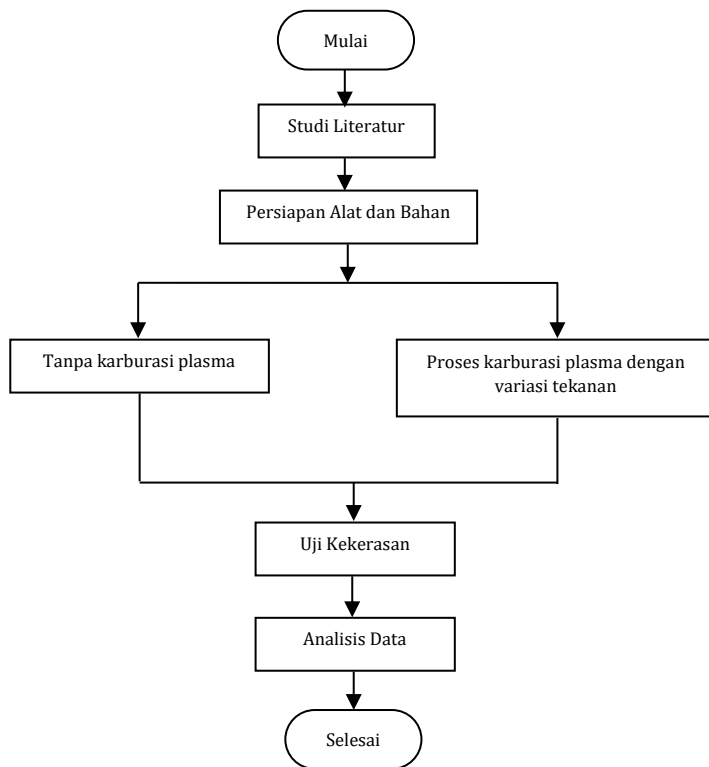 Mulai
Studi Literatur
Persiapan Alat dan Bahan
Tanpa karburasi plasma
Proses karburasi plasma dengan
variasi tekanan
Uji Kekerasan
Analisis Data
Selesai